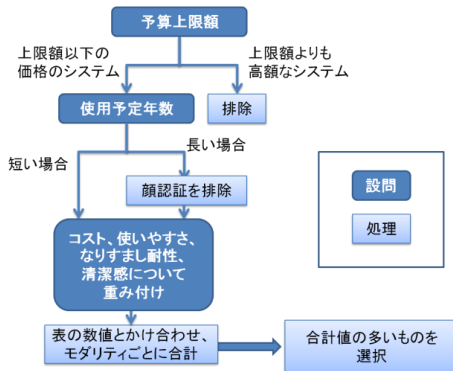 予算上限額
上限額以下の
価格のシステム
上限額よりも
高額なシステム
使用予定年数
排除
短い場合
長い場合
顔認証を排除
設問
処理
コスト、使いやすさ、
なりすまし耐性、
清潔感について
重み付け
表の数値とかけ合わせ、
モダリティごとに合計
合計値の多いものを
選択